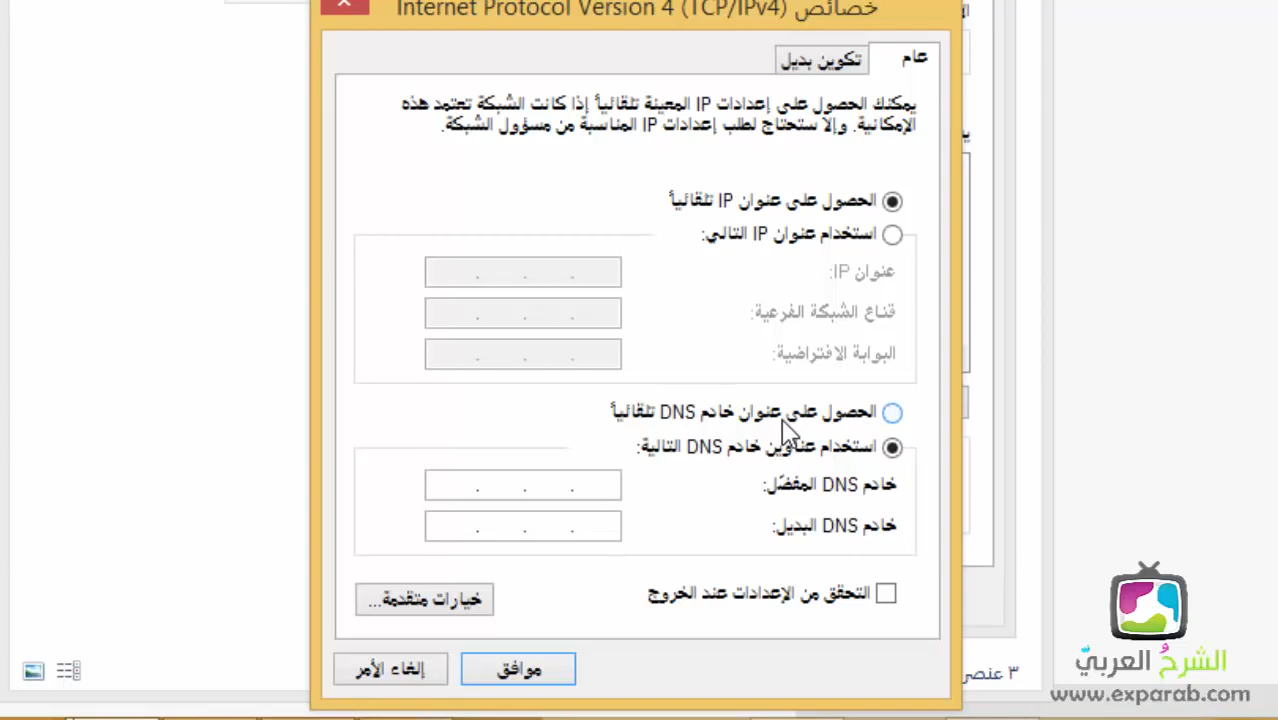 خصائص Internet Protocol Version 4 (TCP/IPv4)
عام
تكوين بديل
يمكنك الحصول على إعدادات IP المعينة تلقائياً إذا كانت الشبكة تعتمد هذه
الإمكانية. وإلا ستحتاج لطلب إعدادات IP المناسبة من مسؤول الشبكة.
الحصول على عنوان IP تلقائياً
استخدام عنوان IP التالي:
عنوان IP:
قناع الشبكة الفرعية:
البوابة الافتراضية:
الحصول على عنوان خادم DNS تلقائياً
استخدام عناوين خادم DNS التالية:
خادم DNS المفضّل:
خادم DNS البديل:
التحقق من الإعدادات عند الخروج
خيارات متقدمة...
موافق
إلغاء الأمر
٣ عنصر
الشرحُ العربيّ
www.exparab.com